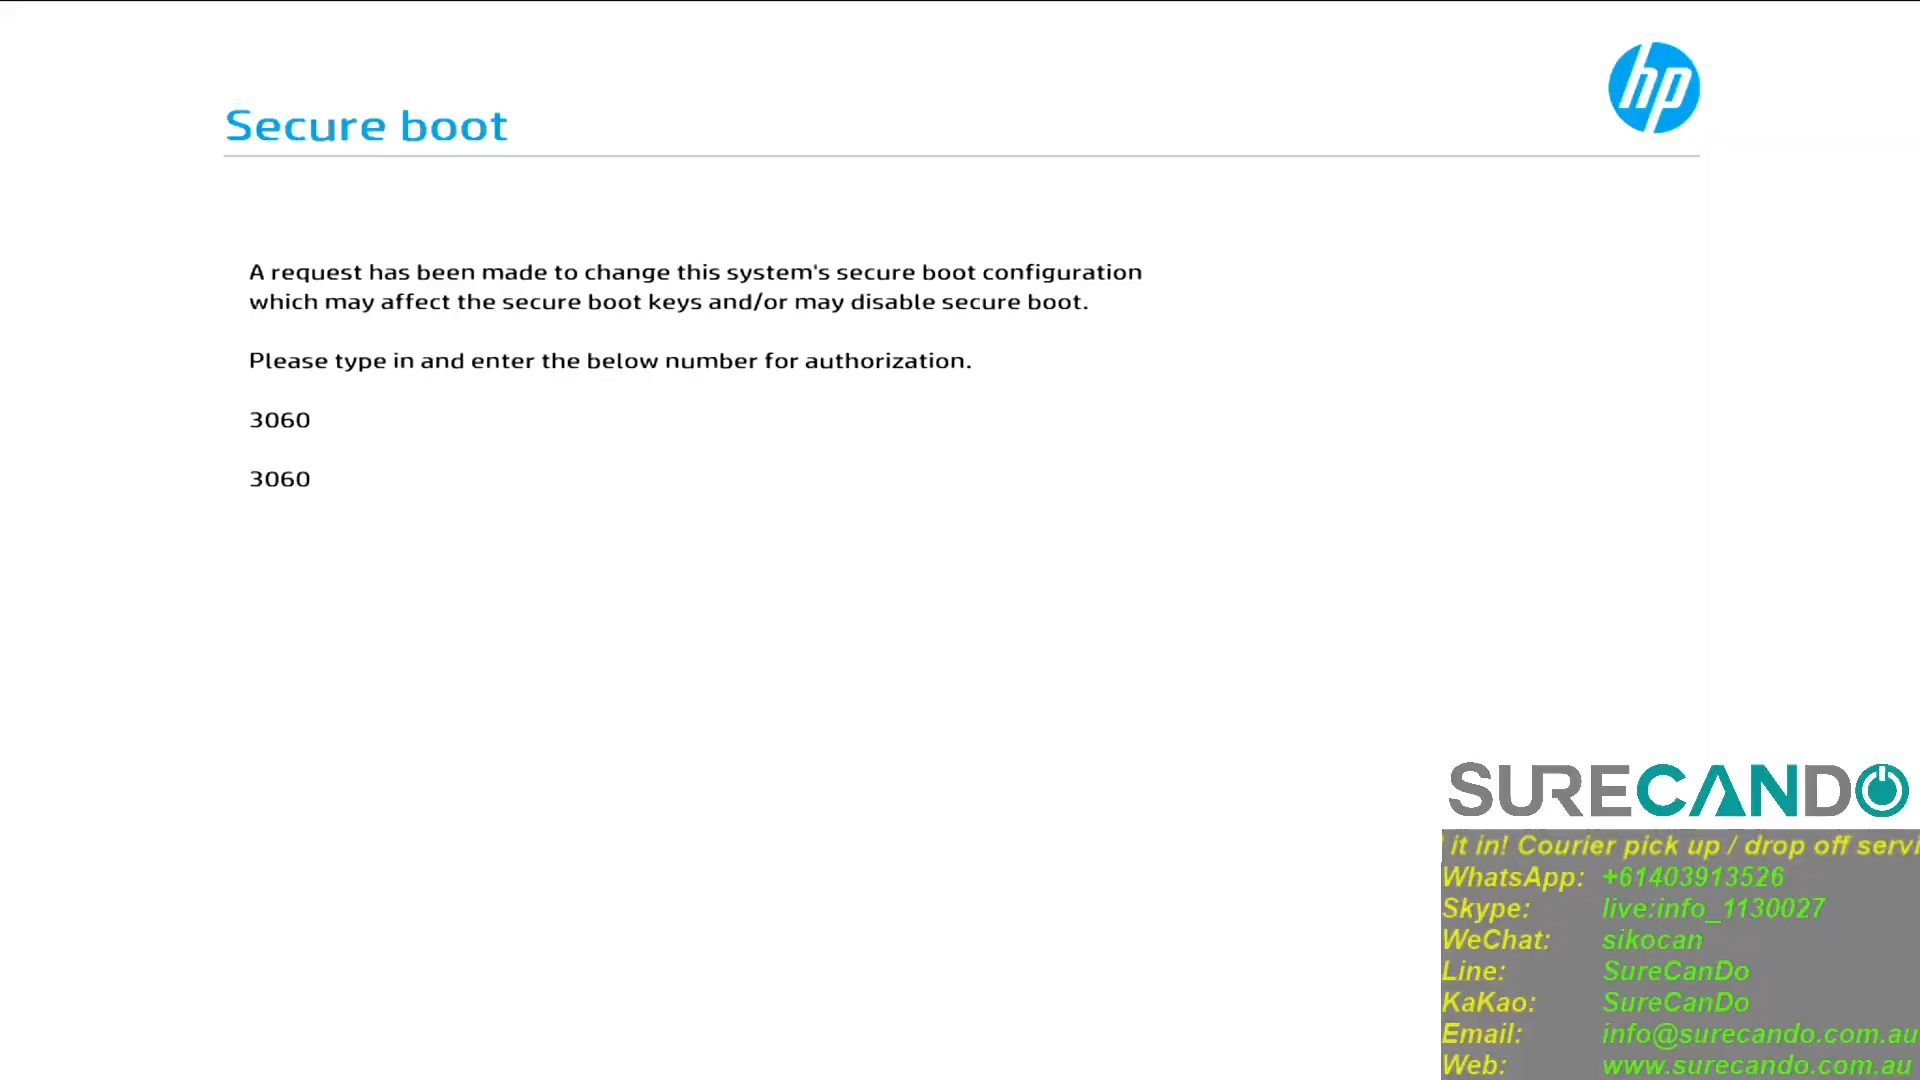 hp
Secure boot
A request has been made to change this system's secure boot configuration
which may affect the secure boot keys and/or may disable secure boot.
Please type in and enter the below number for authorization.
3060
3060
SURECANDO
it in! Courier pick up / drop off servi
WhatsApp: +61403913526
Skype: live:info_1130027
WeChat: sikocan
Line: SureCanDo
KaKao: SureCanDo
Email: info@surecando.com.au
Web: www.surecando.com.au